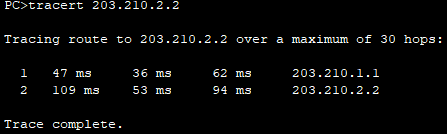 PC>tracert 203.210.2.2
Tracing route to 203.210.2.2 over a maximum of 30 hops:
1 47 ms 36 ms 62 ms 203.210.1.1
2 109 ms 53 ms 94 ms 203.210.2.2
Trace complete.